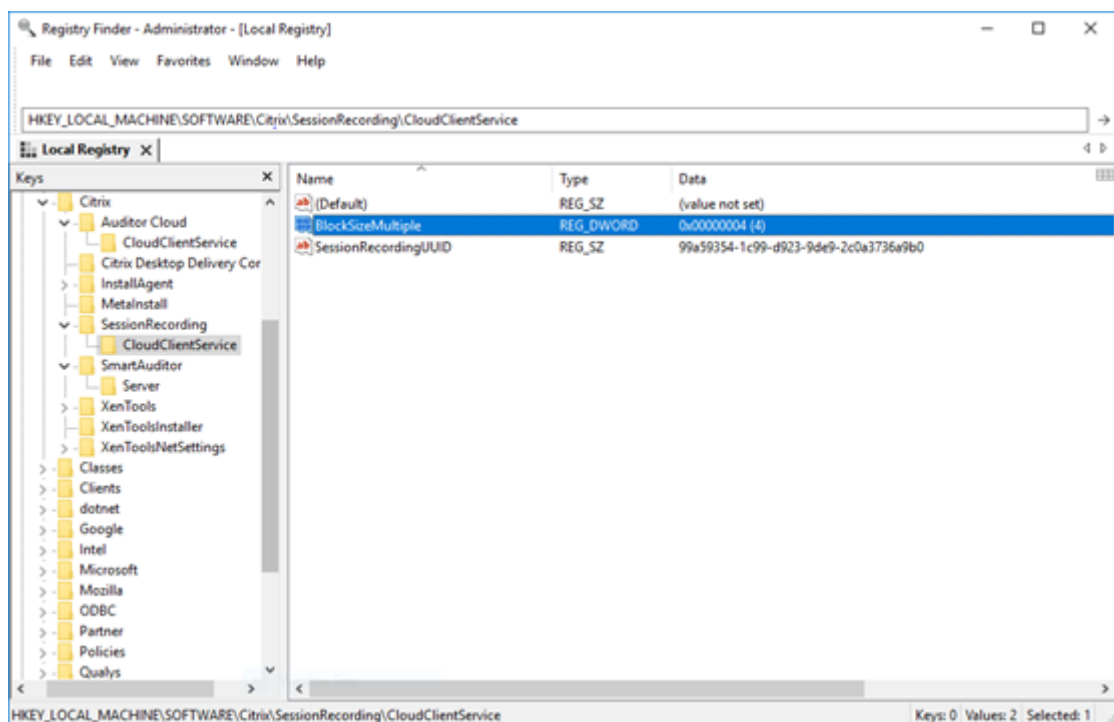 Registry Finder - Administrator - [Local Registry]
File Edit View Favorites Window Help
HKEY_LOCAL_MACHINE\SOFTWARE\Citrix\SessionRecording\CloudClientService
Local Registry
Keys
Name Type Data
Citrix
Auditor Cloud
CloudClientService
Citrix Desktop Delivery Cor
InstallAgent
MetaInstall
SessionRecording
CloudClientService
SmartAuditor
Server
XenTools
XenToolsInstaller
XenToolsNetSettings
Classes
Clients
dotnet
Google
Intel
Microsoft
Mozilla
ODBC
Partner
Policies
Qualys
(Default) REG_SZ (value not set)
BlockSizeMultiple REG_DWORD 0x00000004 (4)
SessionRecordingUUID REG_SZ 99a59354-1c99-d923-9de9-2c0a3736a9b0
HKEY_LOCAL_MACHINE\SOFTWARE\Citrix\SessionRecording\CloudClientService
Keys: 0 Values: 2 Selected: 1